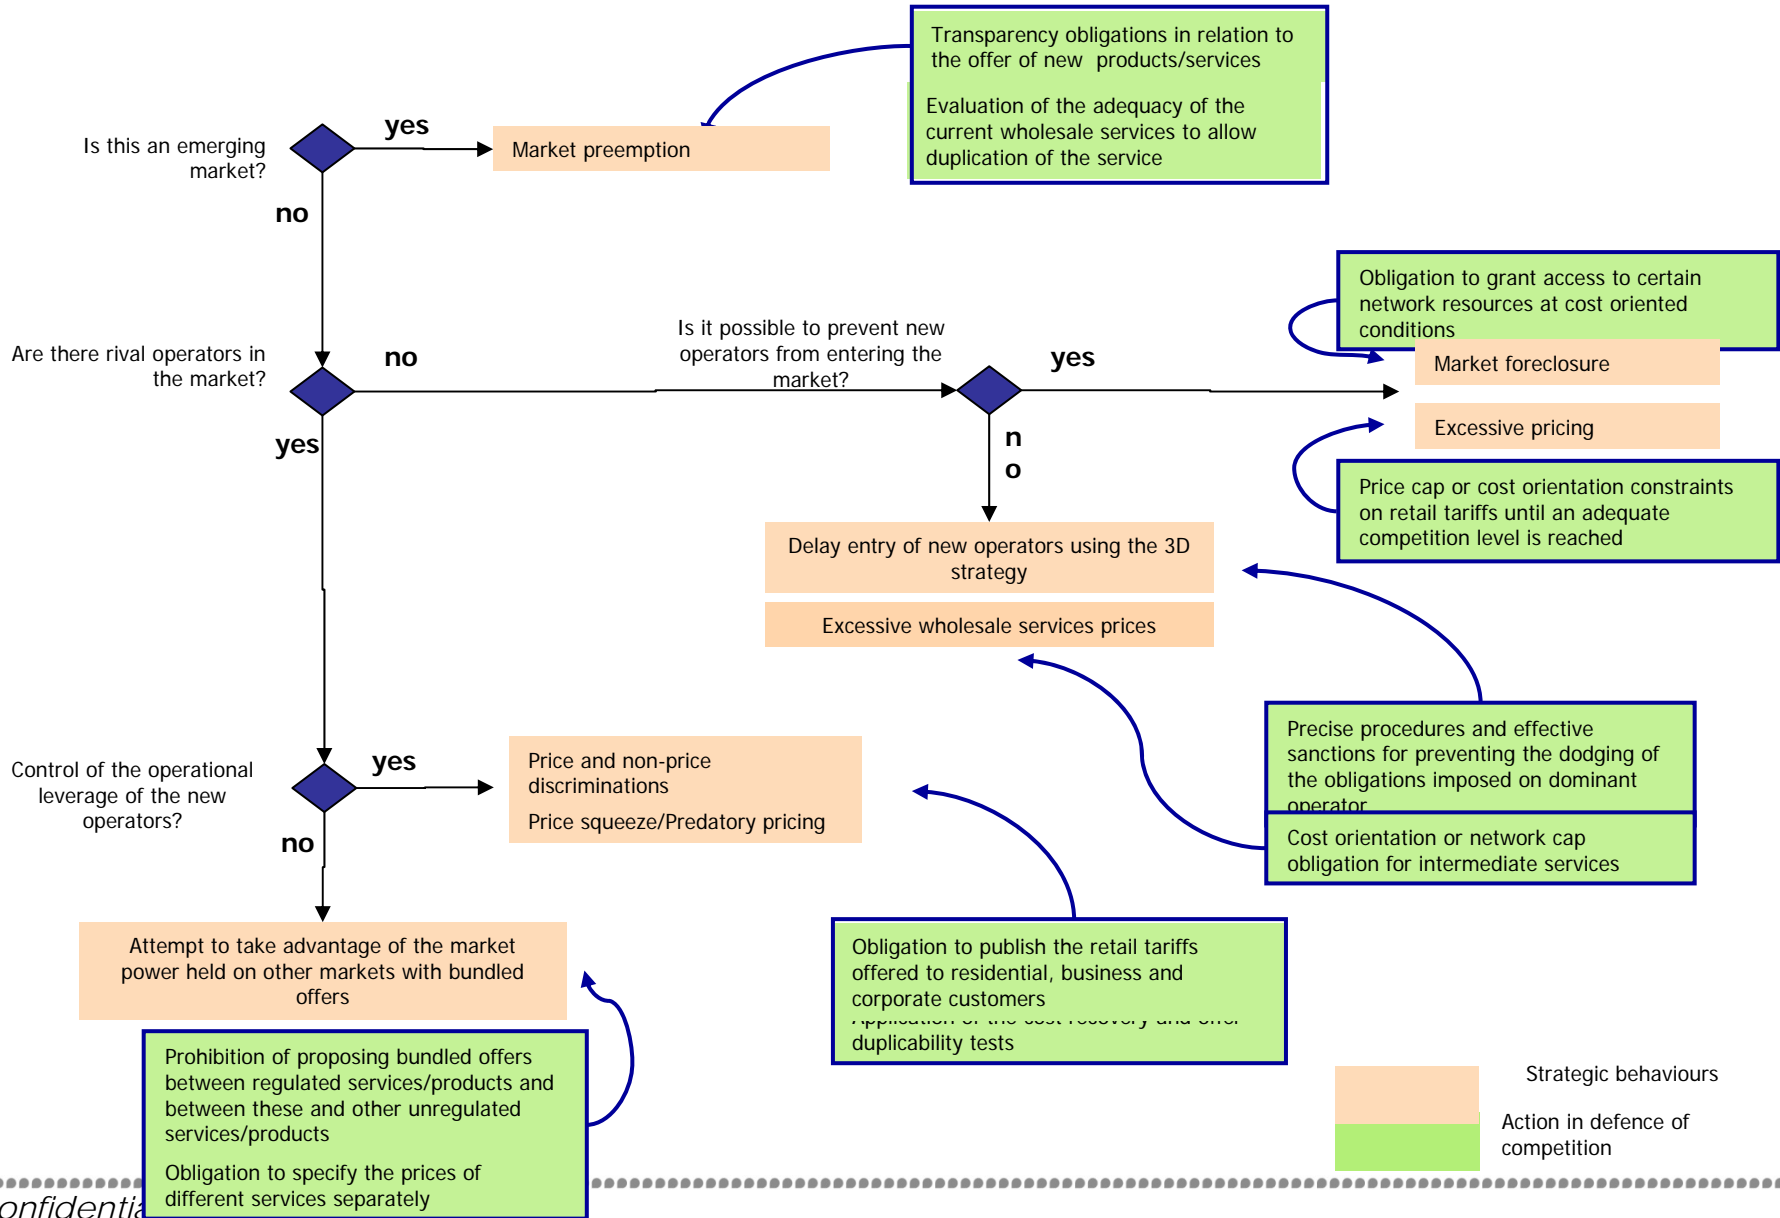 Transparency obligations in relation to
the offer of new products/services
Evaluation of the adequacy of the
current wholesale services to allow
duplication of the service
yes
Is this an emerging
market?
Market preemption
no
Obligation to grant access to certain
network resources at cost oriented
conditions
Is it possible to prevent new
operators from entering the
market?
Are there rival operators in
the market?
no
yes
Market foreclosure
Excessive pricing
yes
n
o
Price cap or cost orientation constraints
on retail tariffs until an adequate
competition level is reached
Delay entry of new operators using the 3D
strategy
Excessive wholesale services prices
Precise procedures and effective
sanctions for preventing the dodging of
the obligations imposed on dominant
operator
Control of the operational
leverage of the new
operators?
yes
Price and non-price
discriminations
Price squeeze/Predatory pricing
no
Cost orientation or network cap
obligation for intermediate services
Attempt to take advantage of the market
power held on other markets with bundled
offers
Obligation to publish the retail tariffs
offered to residential, business and
corporate customers
Application of the cost recovery and offer
duplicability tests
Prohibition of proposing bundled offers
between regulated services/products and
between these and other unregulated
services/products
Obligation to specify the prices of
different services separately
Strategic behaviours
Action in defence of
competition
onfidentia